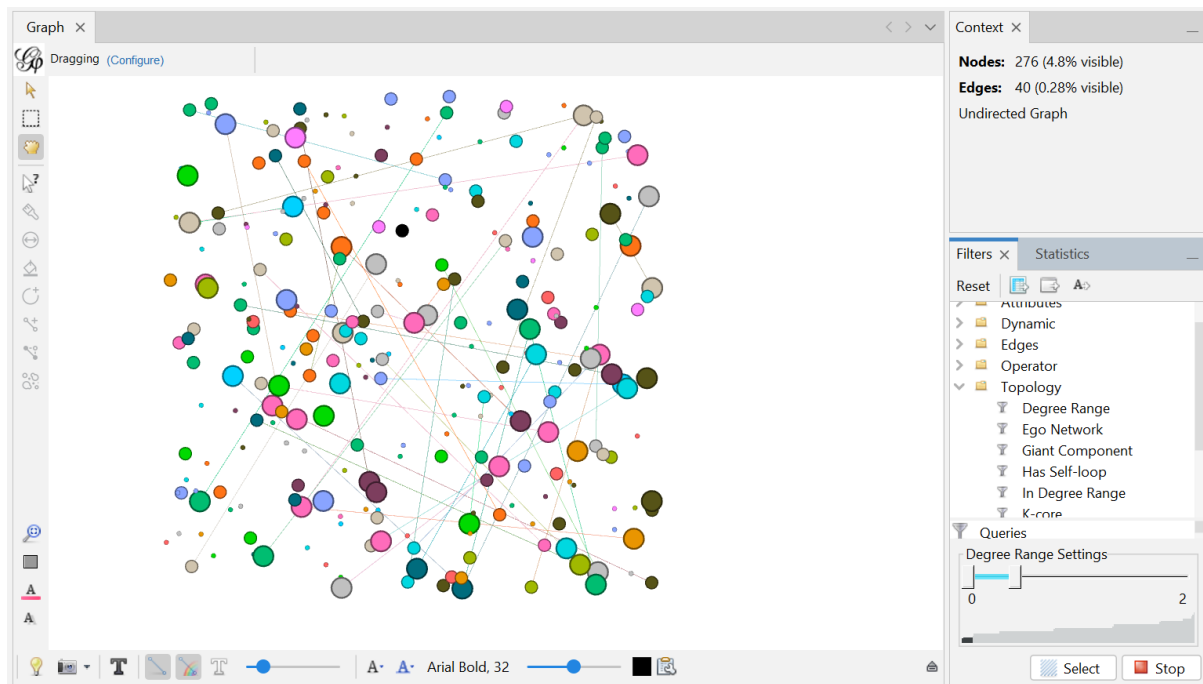 Graph
Context
Dragging (Configure)
Nodes: 276 (4.8% visible)
Edges: 40 (0.28% visible)
Undirected Graph
Filters
Statistics
Reset
Attributes
Dynamic
Edges
Operator
Topology
Degree Range
Ego Network
Giant Component
Has Self-loop
In Degree Range
K-core
Queries
Degree Range Settings
0 2
T T A- A- Arial Bold, 32
Select Stop